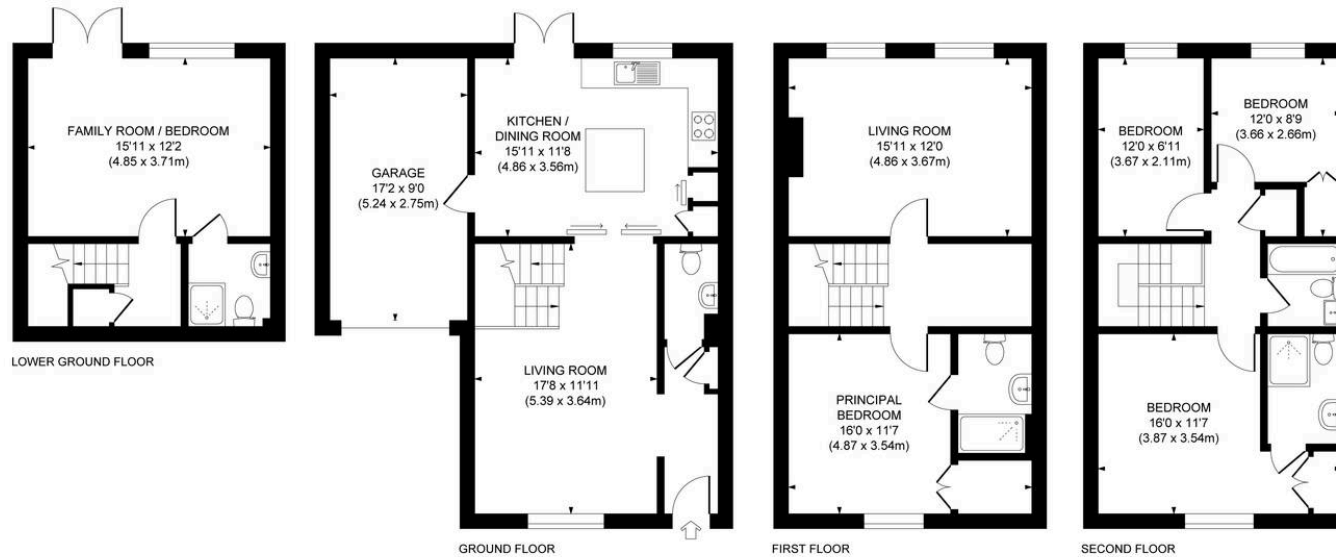 FAMILY ROOM / BEDROOM
15'11 x 12'2
(4.85 x 3.71m)
LOWER GROUND FLOOR
GARAGE
17'2 x 9'0
(5.24 x 2.75m)
KITCHEN /
DINING ROOM
15'11 x 11'8
(4.86 x 3.56m)
LIVING ROOM
17'8 x 11'11
(5.39 x 3.64m)
GROUND FLOOR
LIVING ROOM
15'11 x 12'0
(4.86 x 3.67m)
PRINCIPAL
BEDROOM
16'0 x 11'7
(4.87 x 3.54m)
FIRST FLOOR
BEDROOM
12'0 x 6'11
(3.67 x 2.11m)
BEDROOM
12'0 x 8'9
(3.66 x 2.66m)
BEDROOM
16'0 x 11'7
(3.87 x 3.54m)
SECOND FLOOR